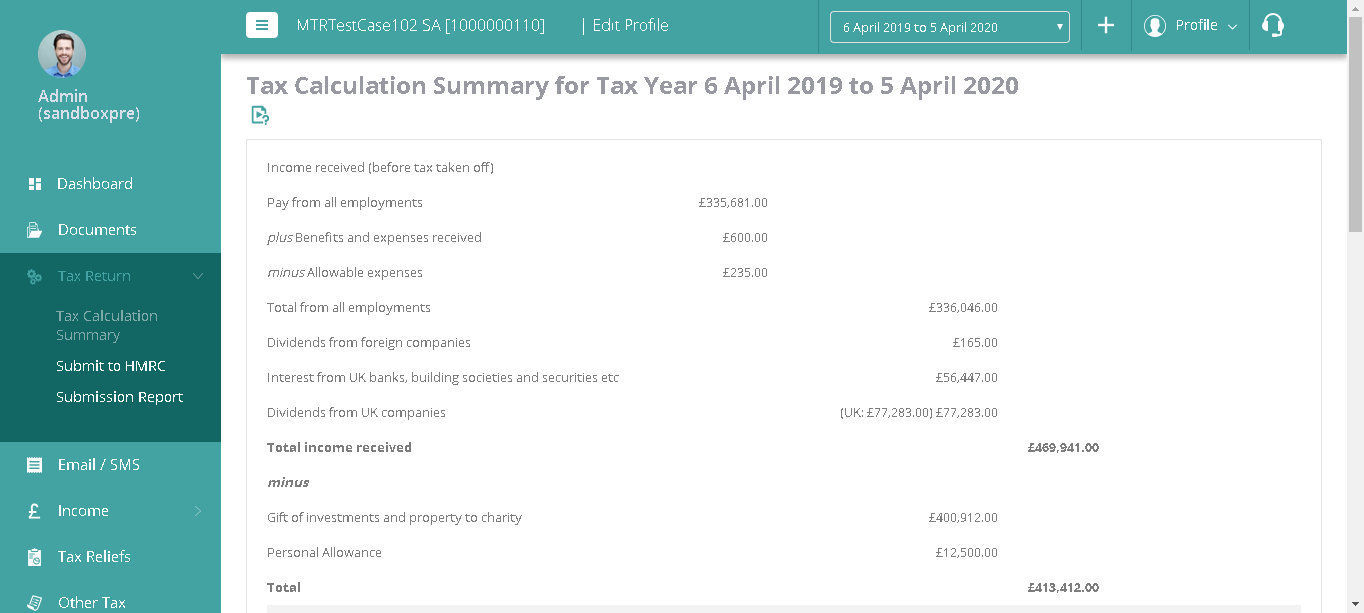 MTRTestCase102 SA [1000000110] | Edit Profile
6 April 2019 to 5 April 2020
Profile
Admin
(sandboxpre)
Dashboard
Documents
Tax Return
Tax Calculation
Summary
Submit to HMRC
Submission Report
Email / SMS
£ Income
Tax Reliefs
Other Tax
Tax Calculation Summary for Tax Year 6 April 2019 to 5 April 2020
Income received (before tax taken off)
Pay from all employments £335,681.00
plus Benefits and expenses received £600.00
minus Allowable expenses £235.00
Total from all employments £336,046.00
Dividends from foreign companies £165.00
Interest from UK banks, building societies and securities etc £56,447.00
Dividends from UK companies (UK: £77,283.00) £77,283.00
Total income received £469,941.00
minus
Gift of investments and property to charity £400,912.00
Personal Allowance £12,500.00
Total £413,412.00